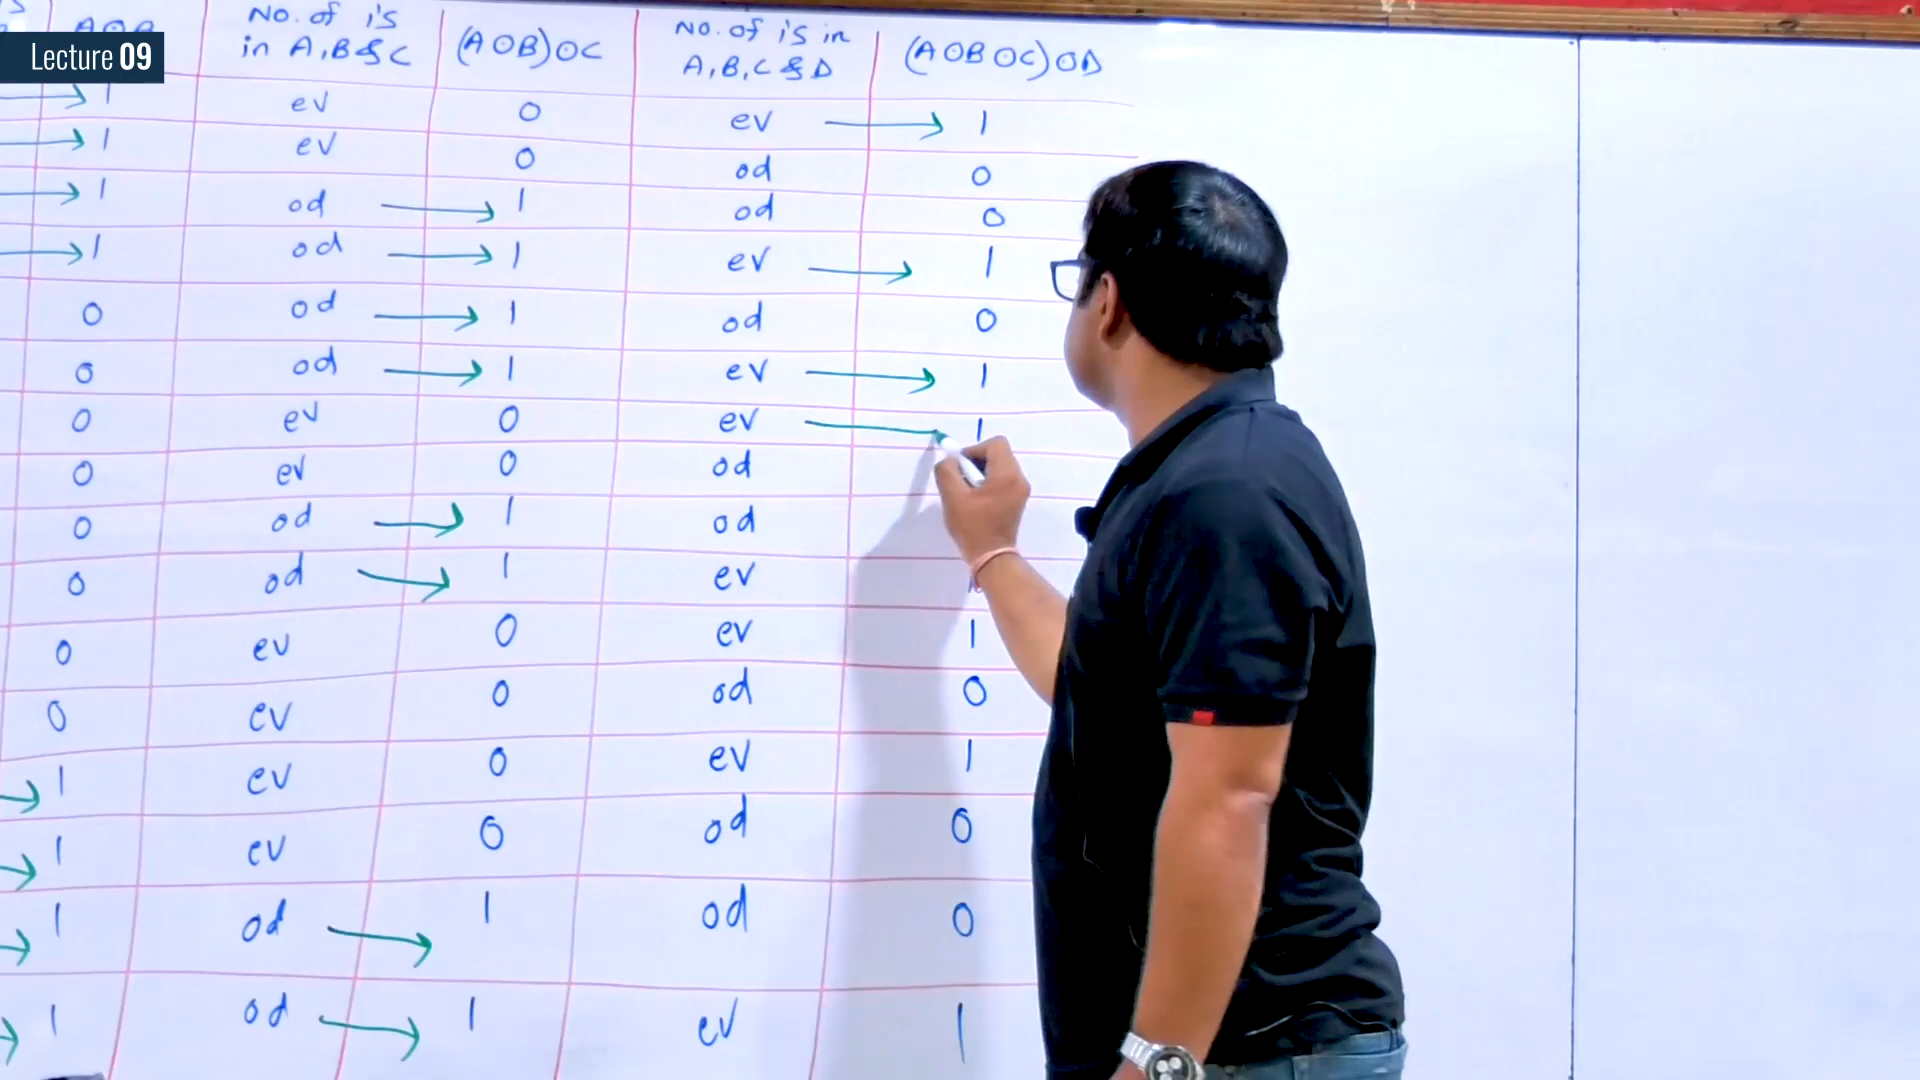 Lecture 09
A⊙B No. of 1's in A,B & C (A⊙B)⊙C No. of 1's in A,B,C & D (A⊙B⊙C)⊙D
→ 1 ev 0 ev → 1
→ 1 ev 0 od 0
→ 1 od → 1 od 0
→ 1 od → 1 ev → 1
0 od → 1 od 0
0 od → 1 ev → 1
0 ev 0 ev 1
0 ev 0 od
0 od → 1 od
0 od → 1 ev
0 ev 0 ev 1
0 ev 0 od 0
→ 1 ev 0 ev 1
→ 1 ev 0 od 0
→ 1 od → 1 od 0
→ 1 od → 1 ev 1